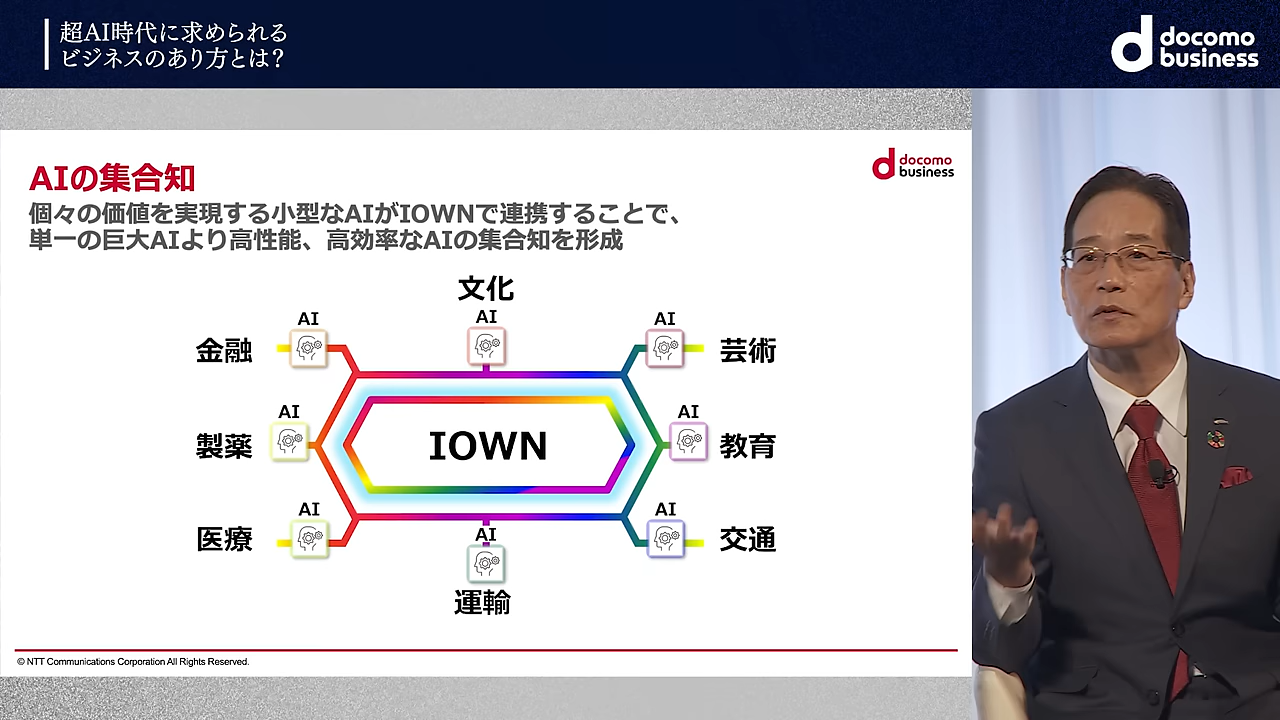 超AI時代に求められる
ビジネスのあり方とは?
docomo
business
AIの集合知
docomo
business
個々の価値を実現する小型なAIがIOWNで連携することで、
単一の巨大AIより高性能、高効率なAIの集合知を形成
文化
AI
AI
AI
金融
芸術
AI
AI
製薬
IOWN
教育
AI
AI
AI
医療
交通
運輸
© NTT Communications Corporation All Rights Reserved.